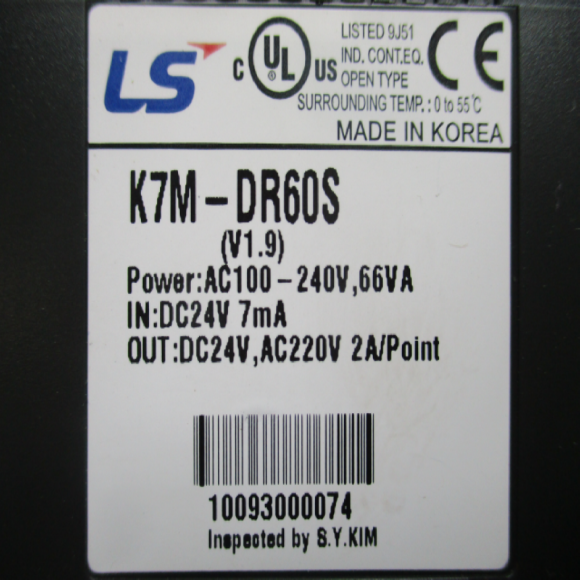 LS
c UL US
LISTED 9J51
IND. CONT.EQ.
OPEN TYPE
CE
SURROUNDING TEMP.: 0 to 55℃
MADE IN KOREA
K7M-DR60S
(V1.9)
Power:AC100-240V,66VA
IN:DC24V 7mA
OUT:DC24V,AC220V 2A/Point
10093000074
Inspected by S.Y.KIM